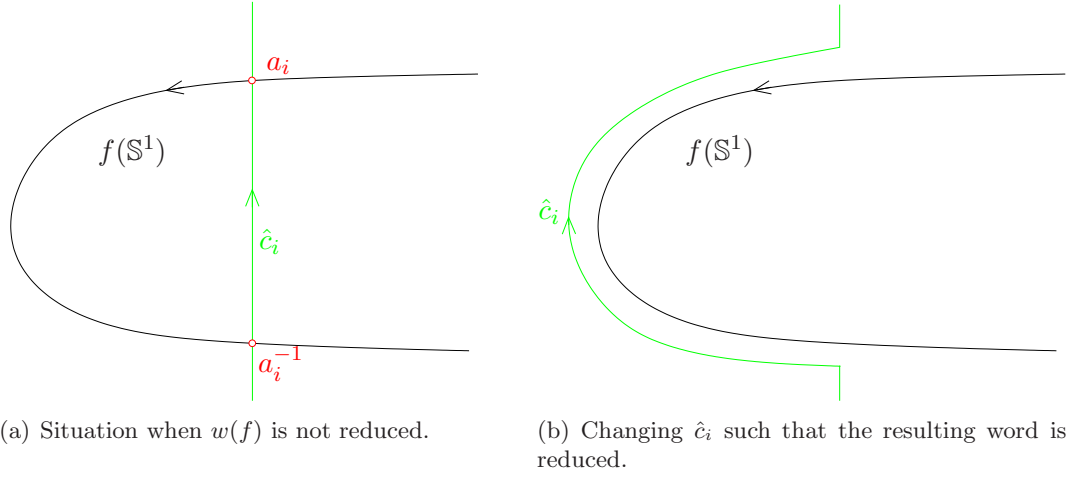 a_i
f(𝕊¹)
ĉ_i
a_i^{-1}
(a) Situation when w(f) is not reduced.
f(𝕊¹)
ĉ_i
(b) Changing ĉ_i such that the resulting word is
reduced.